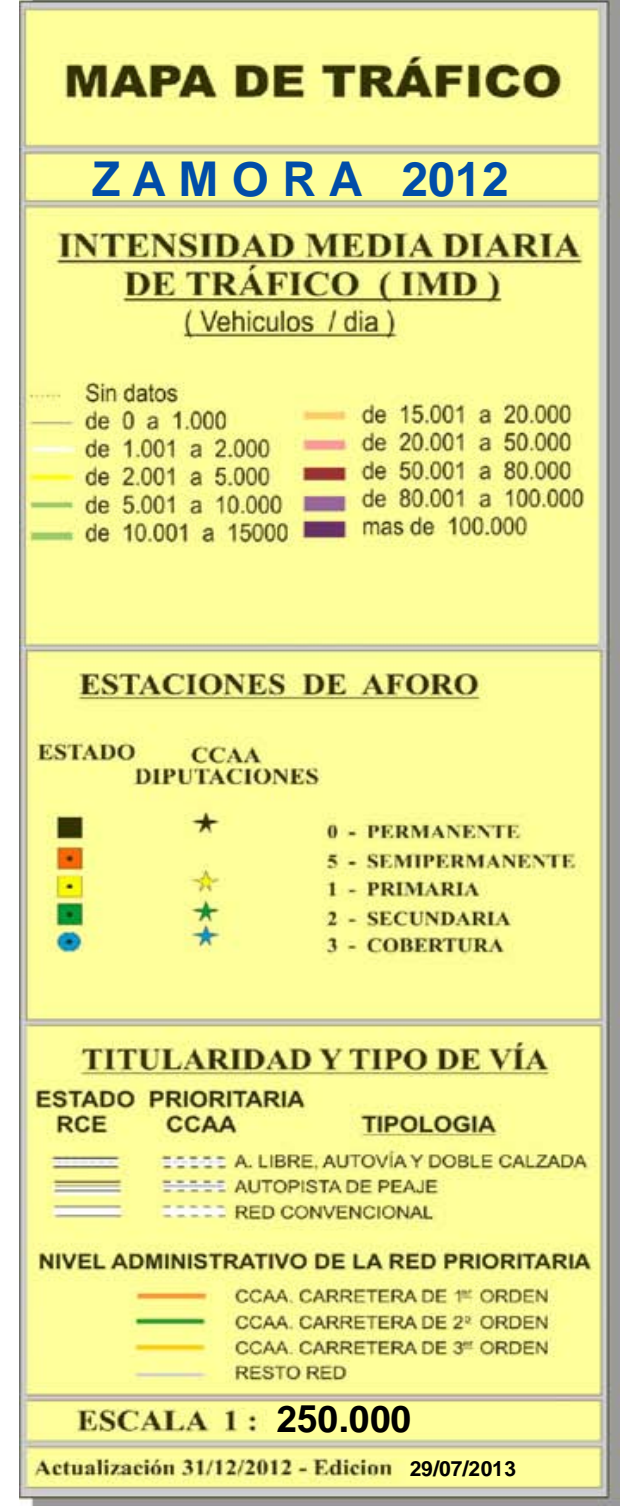 MAPA DE TRÁFICO
ZAMORA 2012
INTENSIDAD MEDIA DIARIA
DE TRÁFICO ( IMD )
( Vehiculos / dia )
Sin datos
de 0 a 1.000
de 1.001 a 2.000
de 2.001 a 5.000
de 5.001 a 10.000
de 10.001 a 15000
de 15.001 a 20.000
de 20.001 a 50.000
de 50.001 a 80.000
de 80.001 a 100.000
mas de 100.000
ESTACIONES DE AFORO
ESTADO CCAA
DIPUTACIONES
0 - PERMANENTE
5 - SEMIPERMANENTE
1 - PRIMARIA
2 - SECUNDARIA
3 - COBERTURA
TITULARIDAD Y TIPO DE VÍA
ESTADO PRIORITARIA
RCE CCAA TIPOLOGIA
A. LIBRE, AUTOVÍA Y DOBLE CALZADA
AUTOPISTA DE PEAJE
RED CONVENCIONAL
NIVEL ADMINISTRATIVO DE LA RED PRIORITARIA
CCAA. CARRETERA DE 1er ORDEN
CCAA. CARRETERA DE 2º ORDEN
CCAA. CARRETERA DE 3er ORDEN
RESTO RED
ESCALA 1 : 250.000
Actualización 31/12/2012 - Edicion 29/07/2013